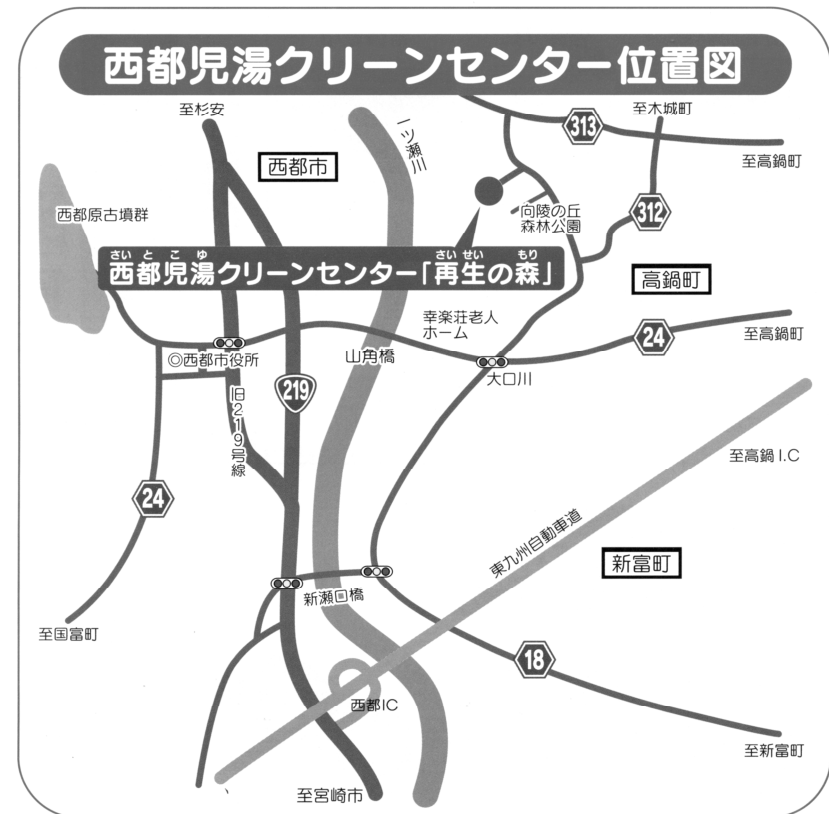 西都児湯クリーンセンター位置図
至杉安
一ツ瀬川
313
至木城町
至高鍋町
西都市
西都原古墳群
向陵の丘
森林公園
312
さいとこゆ
さいせい
もり
西都児湯クリーンセンター「再生の森」
高鍋町
幸楽荘老人
ホーム
24
至高鍋町
◎西都市役所
山角橋
大口川
219
旧219号線
至高鍋I.C
24
東九州自動車道
新富町
新瀬口橋
至国富町
18
西都IC
至新富町
至宮崎市